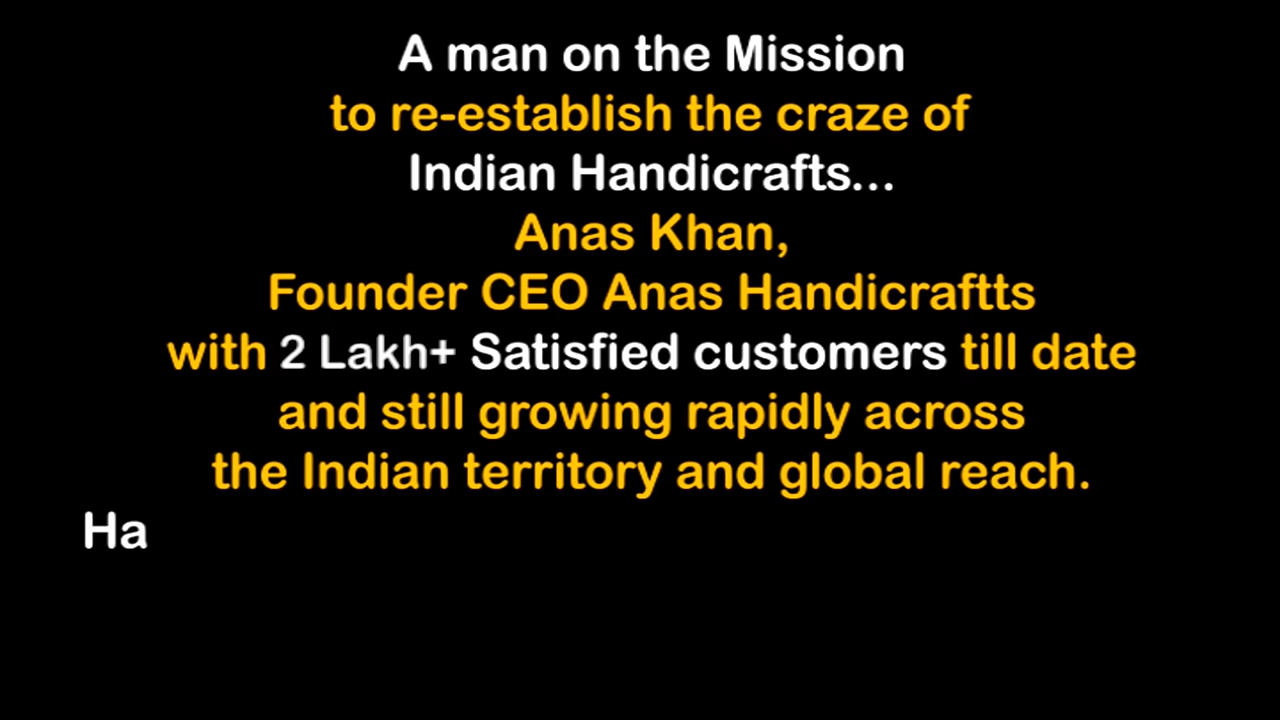 A man on the Mission
to re-establish the craze of
Indian Handicrafts...
Anas Khan,
Founder CEO Anas Handicraftts
with 2 Lakh+ Satisfied customers till date
and still growing rapidly across
the Indian territory and global reach.
Ha